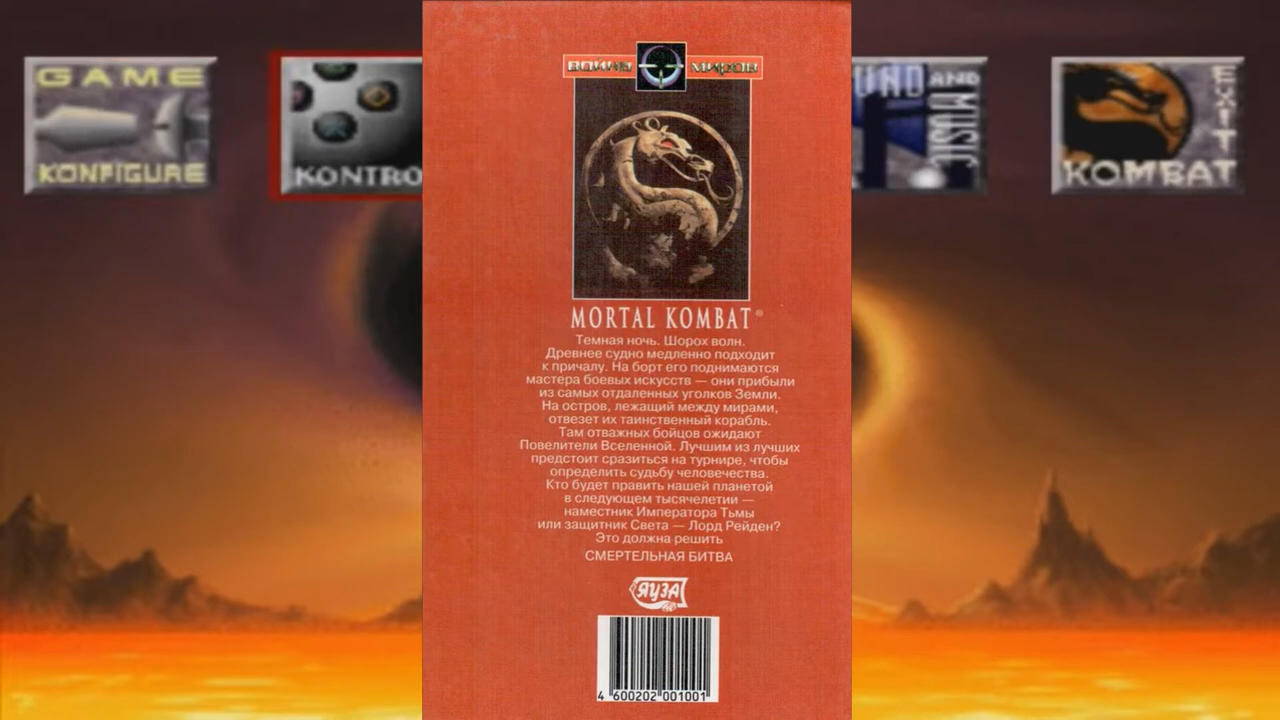 GAME
KONFIGURE
KONTRO
UND AND
MUSIC
EXIT
KOMBAT
ВОЙНЫ МИРОВ
MORTAL KOMBAT®
Темная ночь. Шорох волн.
Древнее судно медленно подходит
к причалу. На борт его поднимаются
мастера боевых искусств — они прибыли
из самых отдаленных уголков Земли.
На остров, лежащий между мирами,
отвезет их таинственный корабль.
Там отважных бойцов ожидают
Повелители Вселенной. Лучшим из лучших
предстоит сразиться на турнире, чтобы
определить судьбу человечества.
Кто будет править нашей планетой
в следующем тысячелетии —
наместник Императора Тьмы
или защитник Света — Лорд Рейден?
Это должна решить
СМЕРТЕЛЬНАЯ БИТВА
ЯУЗА
4 600202 001001